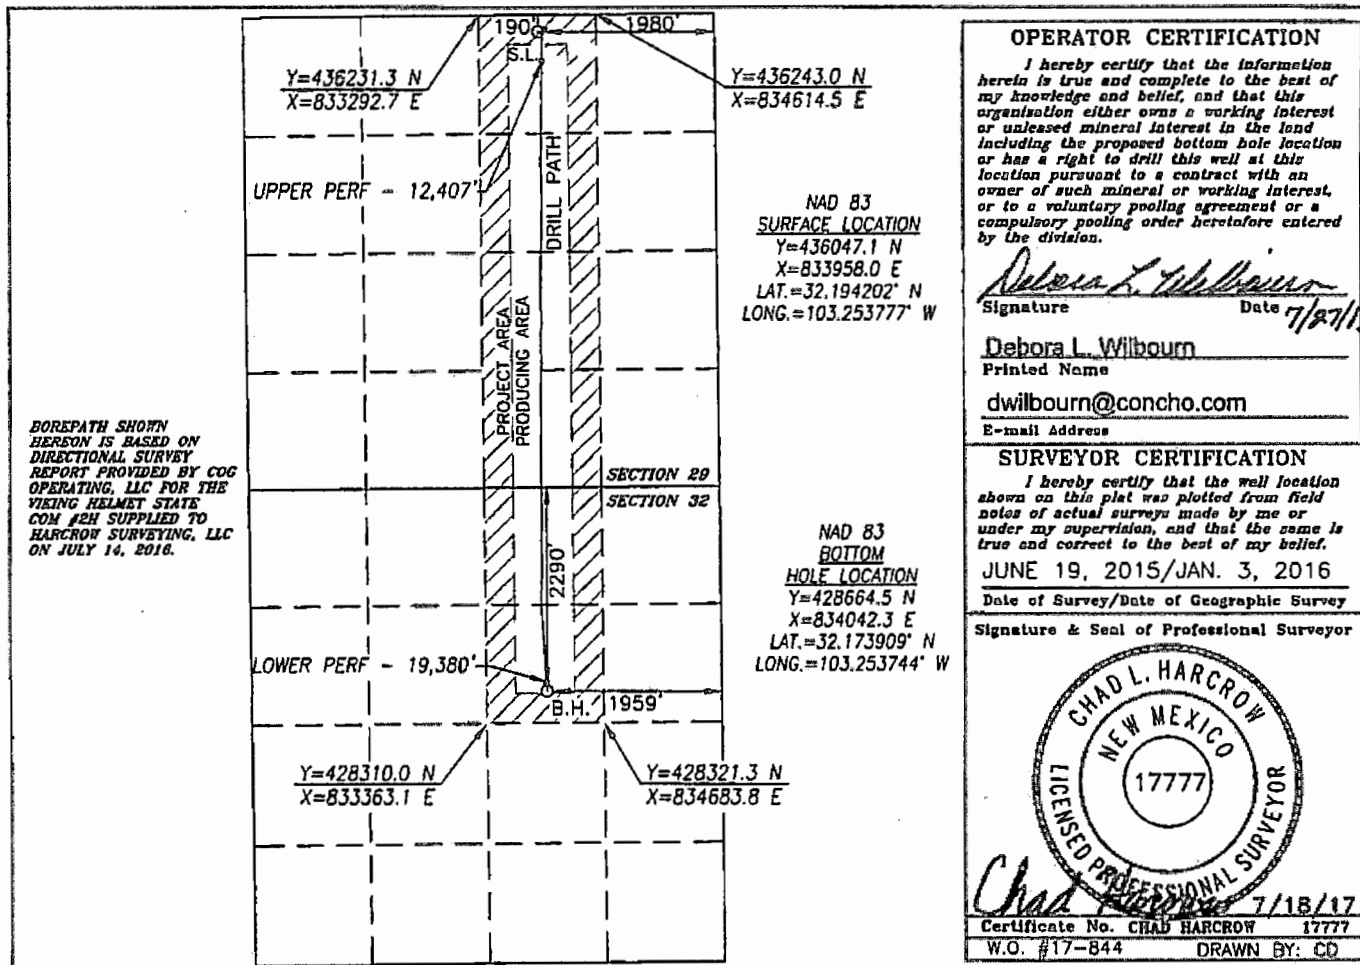 190'
1980'
S.L.
Y=436231.3 N
X=833292.7 E
Y=436243.0 N
X=834614.5 E
UPPER PERF - 12,407'
DRILL PATH
PROJECT AREA
PRODUCING AREA
NAD 83
SURFACE LOCATION
Y=436047.1 N
X=833958.0 E
LAT.=32.194202° N
LONG.=103.253777° W
BOREPATH SHOWN
HEREON IS BASED ON
DIRECTIONAL SURVEY
REPORT PROVIDED BY COG
OPERATING, LLC FOR THE
VIKING HELMET STATE
COM #2H SUPPLIED TO
HARCROW SURVEYING, LLC
ON JULY 14, 2016.
SECTION 29
SECTION 32
2290'
NAD 83
BOTTOM
HOLE LOCATION
Y=428664.5 N
X=834042.3 E
LAT.=32.173909° N
LONG.=103.253744° W
LOWER PERF - 19,380'
B.H.
1959'
Y=428310.0 N
X=833363.1 E
Y=428321.3 N
X=834683.8 E
OPERATOR CERTIFICATION
I hereby certify that the information
herein is true and complete to the best of
my knowledge and belief, and that this
organization either owns a working interest
or unleased mineral interest in the land
including the proposed bottom hole location
or has a right to drill this well at this
location pursuant to a contract with an
owner of such mineral or working interest,
or to a voluntary pooling agreement or a
compulsory pooling order heretofore entered
by the division.
Debora L. Wilbourn
Signature Date 7/27/1
Debora L. Wilbourn
Printed Name
dwilbourn@concho.com
E-mail Address
SURVEYOR CERTIFICATION
I hereby certify that the well location
shown on this plat was plotted from field
notes of actual surveys made by me or
under my supervision, and that the same is
true and correct to the best of my belief.
JUNE 19, 2015/JAN. 3, 2016
Date of Survey/Date of Geographic Survey
Signature & Seal of Professional Surveyor
CHAD L. HARCROW
NEW MEXICO
17777
LICENSED PROFESSIONAL SURVEYOR
Chad Harcrow 7/18/17
Certificate No. CHAD HARCROW 17777
W.O. #17-844 DRAWN BY: CD